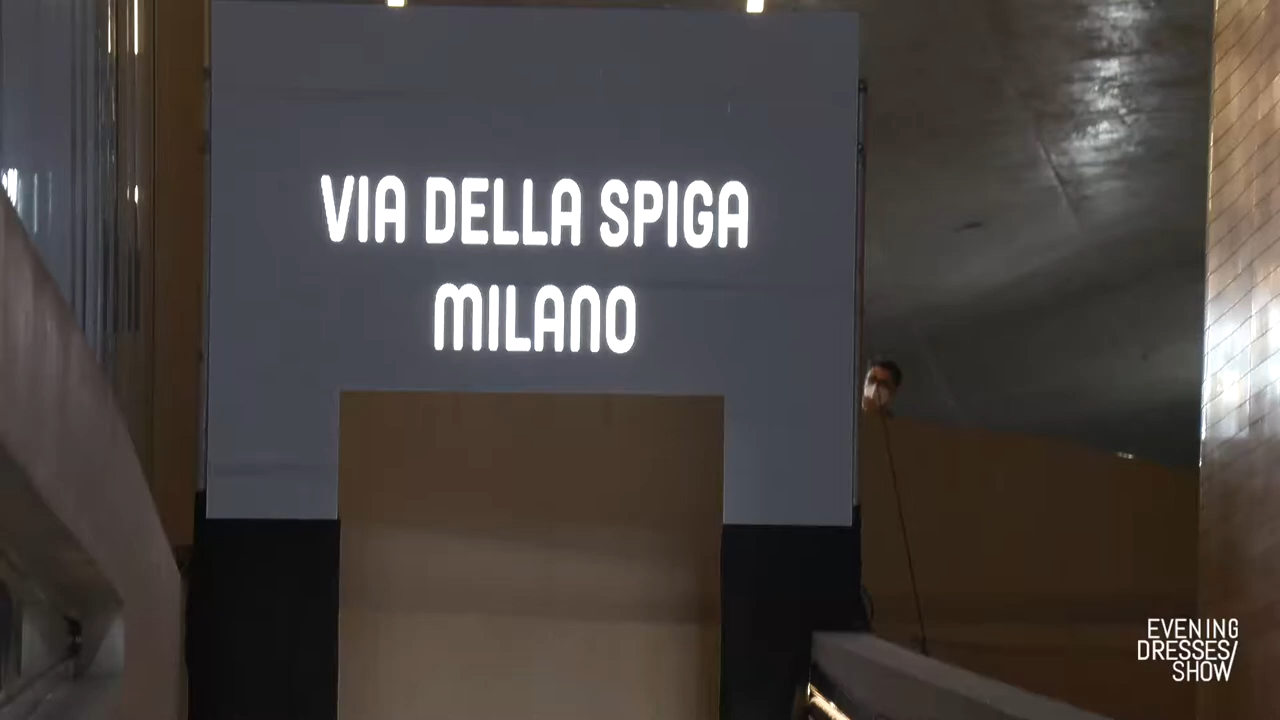 VIA DELLA SPIGA
MILANO
EVENING
DRESSES/
SHOW